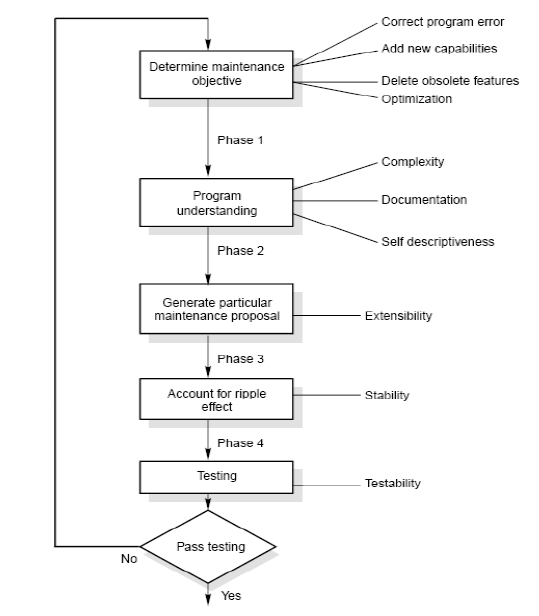 Correct program error
Add new capabilities
Determine maintenance
objective
Delete obsolete features
Optimization
Phase 1
Complexity
Program
understanding
Documentation
Self descriptiveness
Phase 2
Generate particular
maintenance proposal
Extensibility
Phase 3
Account for ripple
effect
Stability
Phase 4
Testing
Testability
Pass testing
No
Yes